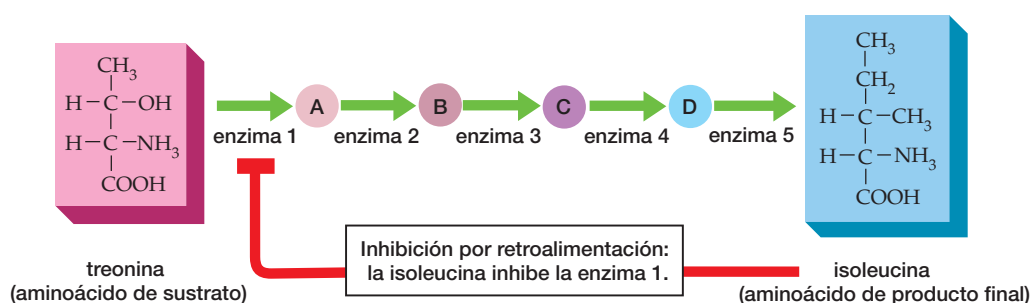 CH₃
H–C–OH
H–C–NH₃
COOH
enzima 1
A
enzima 2
B
enzima 3
C
enzima 4
D
enzima 5
CH₃
CH₂
H–C–CH₃
H–C–NH₃
COOH
Inhibición por retroalimentación:
la isoleucina inhibe la enzima 1.
treonina
(aminoácido de sustrato)
isoleucina
(aminoácido de producto final)